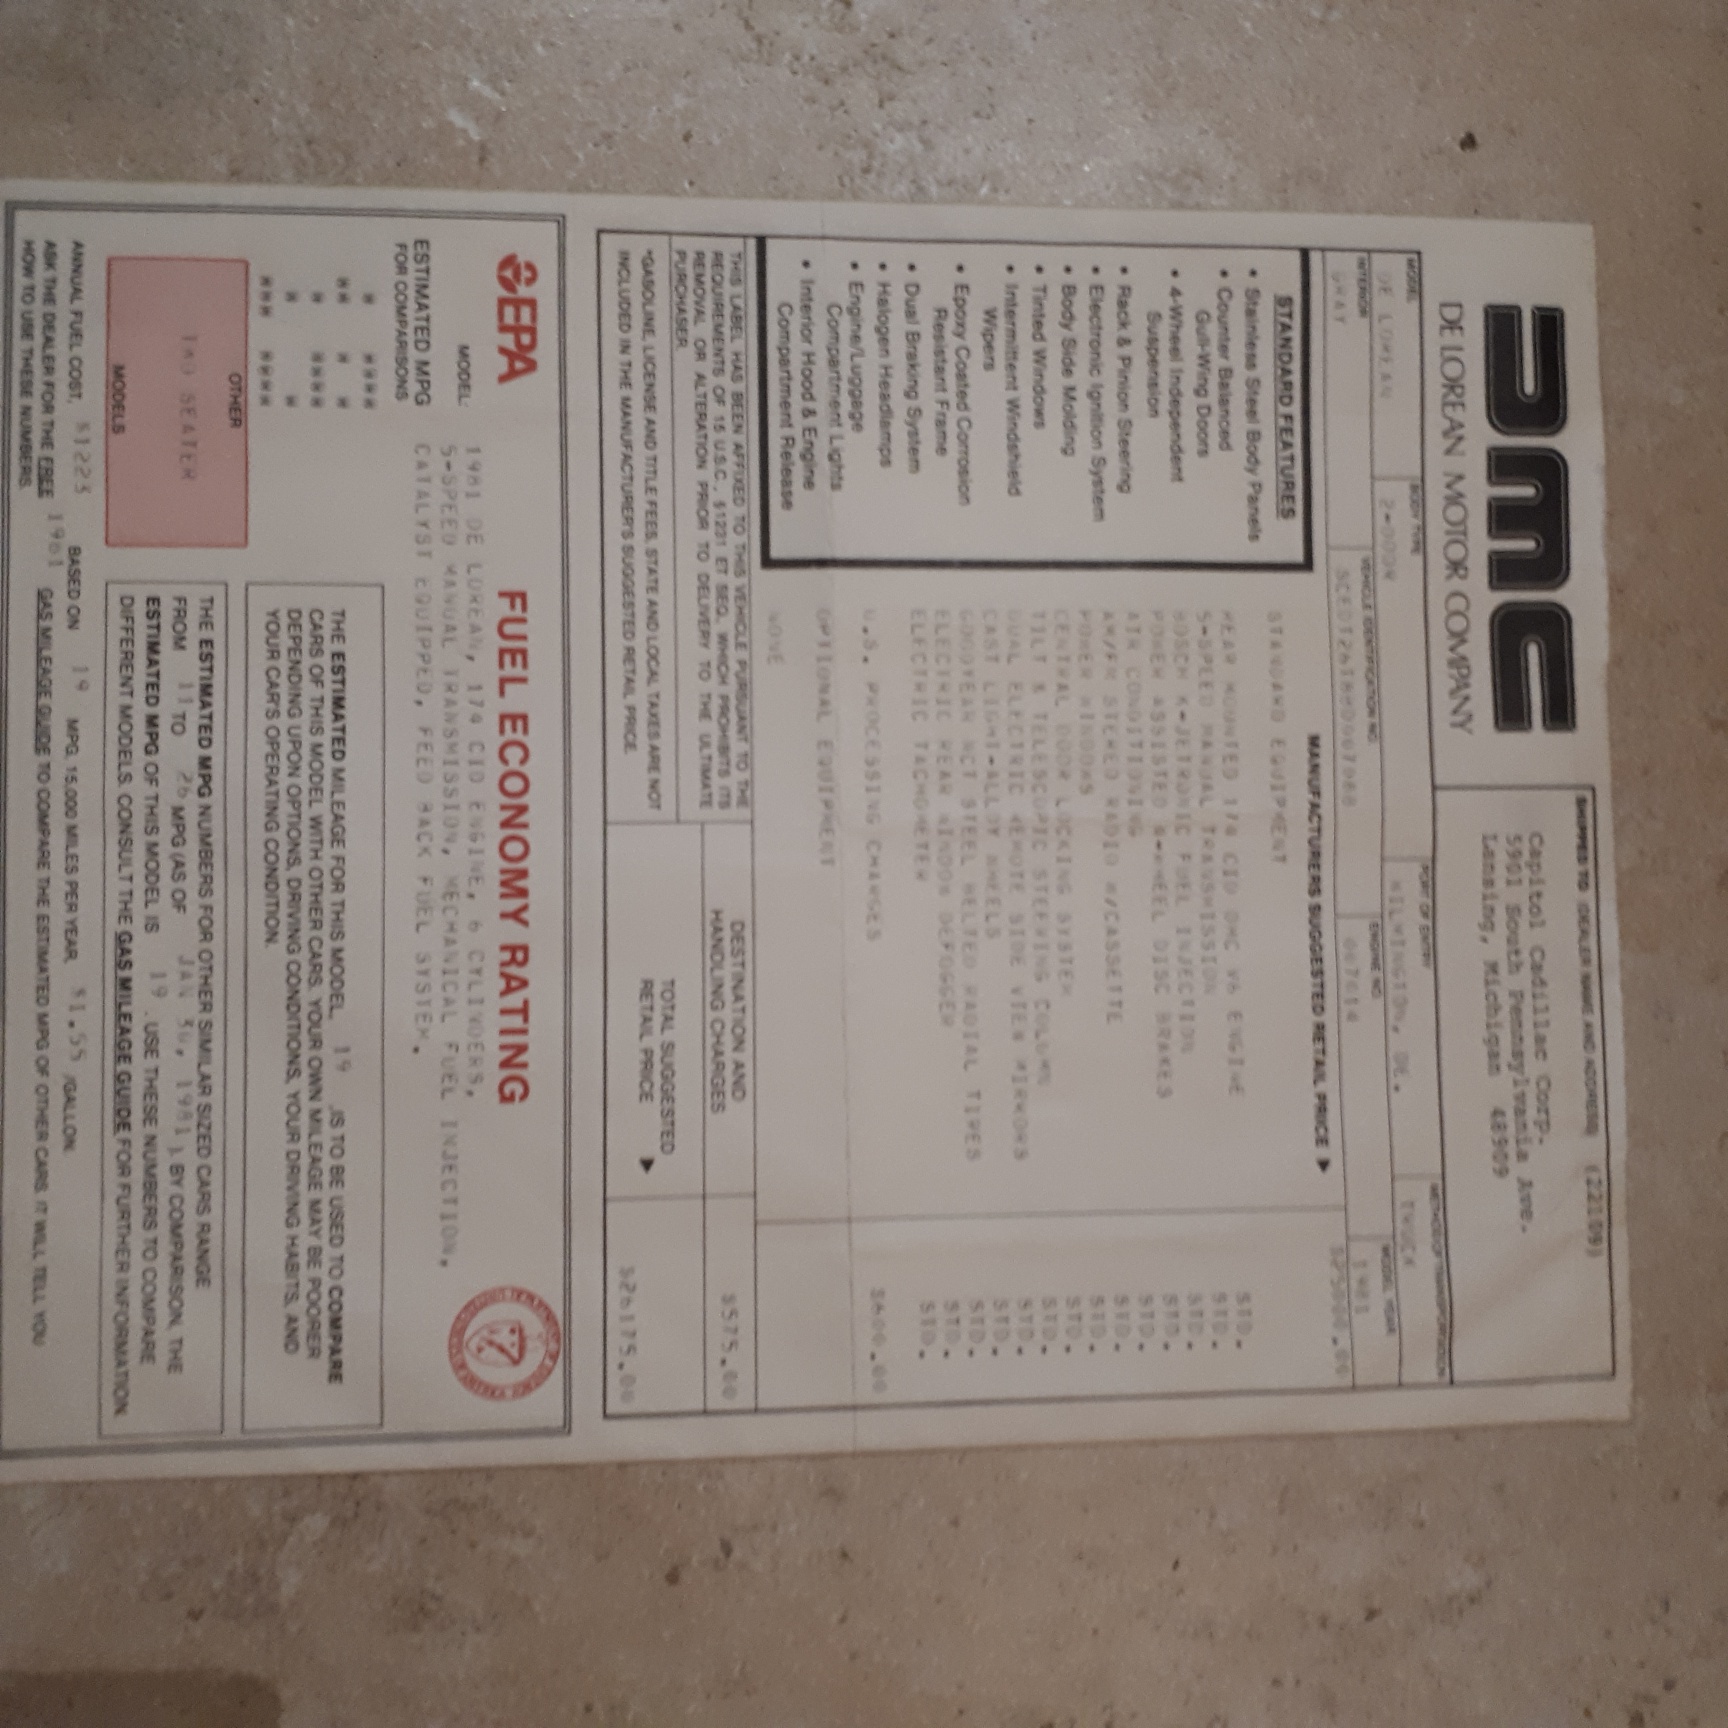 DMC
DE LOREAN MOTOR COMPANY
SHIPPED TO: (DEALER NAME AND ADDRESS) (22109)
Capitol Cadillac Corp.
5901 South Pennsylvania Ave.
Lansing, Michigan 48909
MODEL
DE LOREAN
BODY TYPE
2-DOOR
PORT OF ENTRY
WILMINGTON, DE.
METHOD OF TRANSPORTATION
TRUCK
INTERIOR
GRAY
VEHICLE IDENTIFICATION NO.
ENGINE NO.
MODEL YEAR
1981
MANUFACTURERS SUGGESTED RETAIL PRICE ▶ $25000.00
STANDARD FEATURES
• Stainless Steel Body Panels
• Counter Balanced
Gull-Wing Doors
• 4-Wheel Independent
Suspension
• Rack & Pinion Steering
• Electronic Ignition System
• Body Side Molding
• Tinted Windows
• Intermittent Windshield
Wipers
• Epoxy Coated Corrosion
Resistant Frame
• Dual Braking System
• Halogen Headlamps
• Engine/Luggage
Compartment Lights
• Interior Hood & Engine
Compartment Release
STANDARD EQUIPMENT
REAR MOUNTED 174 CID DMC V6 ENGINE STD.
5-SPEED MANUAL TRANSMISSION STD.
BOSCH K-JETRONIC FUEL INJECTION STD.
POWER ASSISTED 4-WHEEL DISC BRAKES STD.
AIR CONDITIONING STD.
AM/FM STEREO RADIO W/CASSETTE STD.
POWER WINDOWS STD.
CENTRAL DOOR LOCKING SYSTEM STD.
TILT & TELESCOPIC STEERING COLUMN STD.
DUAL ELECTRIC REMOTE SIDE VIEW MIRRORS STD.
CAST LIGHT-ALLOY WHEELS STD.
GOODYEAR NCT STEEL BELTED RADIAL TIRES STD.
ELECTRIC REAR WINDOW DEFOGGER STD.
ELECTRIC TACHOMETER STD.
U.S. PROCESSING CHARGES $600.00
OPTIONAL EQUIPMENT
NONE
THIS LABEL HAS BEEN AFFIXED TO THIS VEHICLE PURSUANT TO THE
REQUIREMENTS OF 15 U.S.C., §1231 ET SEQ. WHICH PROHIBITS ITS
REMOVAL OR ALTERATION PRIOR TO DELIVERY TO THE ULTIMATE
PURCHASER.
*GASOLINE, LICENSE AND TITLE FEES, STATE AND LOCAL TAXES ARE NOT
INCLUDED IN THE MANUFACTURER'S SUGGESTED RETAIL PRICE.
DESTINATION AND
HANDLING CHARGES $575.00
TOTAL SUGGESTED
RETAIL PRICE ▶ $26175.00
EPA FUEL ECONOMY RATING
MODEL: 1981 DE LOREAN, 174 CID ENGINE, 6 CYLINDERS,
5-SPEED MANUAL TRANSMISSION, MECHANICAL FUEL INJECTION,
CATALYST EQUIPPED, FEED BACK FUEL SYSTEM.
ESTIMATED MPG
FOR COMPARISONS
THE ESTIMATED MILEAGE FOR THIS MODEL, 19 , IS TO BE USED TO COMPARE
CARS OF THIS MODEL WITH OTHER CARS. YOUR OWN MILEAGE MAY BE POORER
DEPENDING UPON OPTIONS, DRIVING CONDITIONS, YOUR DRIVING HABITS, AND
YOUR CAR'S OPERATING CONDITION.
OTHER
TWO SEATER
MODELS
THE ESTIMATED MPG NUMBERS FOR OTHER SIMILAR SIZED CARS RANGE
FROM 11 TO 26 MPG (AS OF JAN 30, 1981 ). BY COMPARISON, THE
ESTIMATED MPG OF THIS MODEL IS 19 . USE THESE NUMBERS TO COMPARE
DIFFERENT MODELS. CONSULT THE GAS MILEAGE GUIDE FOR FURTHER INFORMATION.
ANNUAL FUEL COST, $1223 BASED ON 19 MPG, 15,000 MILES PER YEAR, $1.55 /GALLON.
ASK THE DEALER FOR THE FREE 1981 GAS MILEAGE GUIDE TO COMPARE THE ESTIMATED MPG OF OTHER CARS. IT WILL TELL YOU
HOW TO USE THESE NUMBERS.